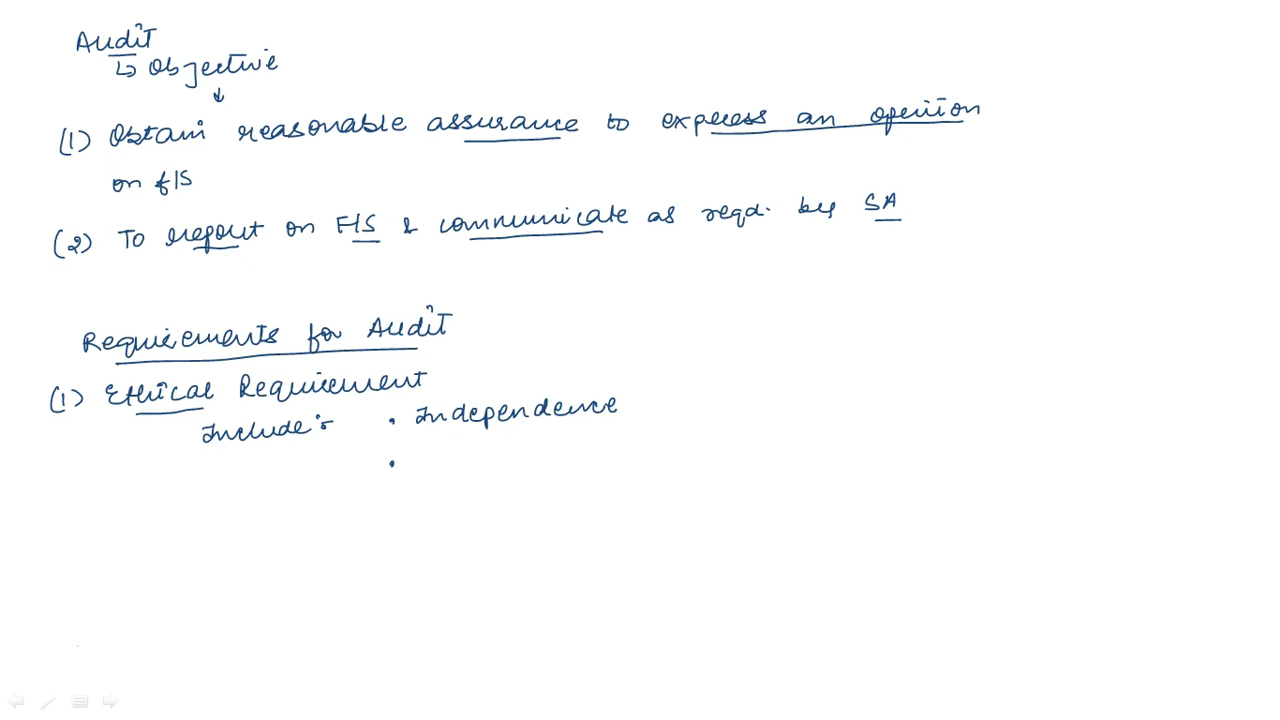 Audit
↳ Objective
↓
(1) Obtain reasonable assurance to express an opinion
on f/s
(2) To report on F/S & communicate as reqd. by SA
Requirements for Audit
(1) Ethical Requirement
Include's • Independence
•